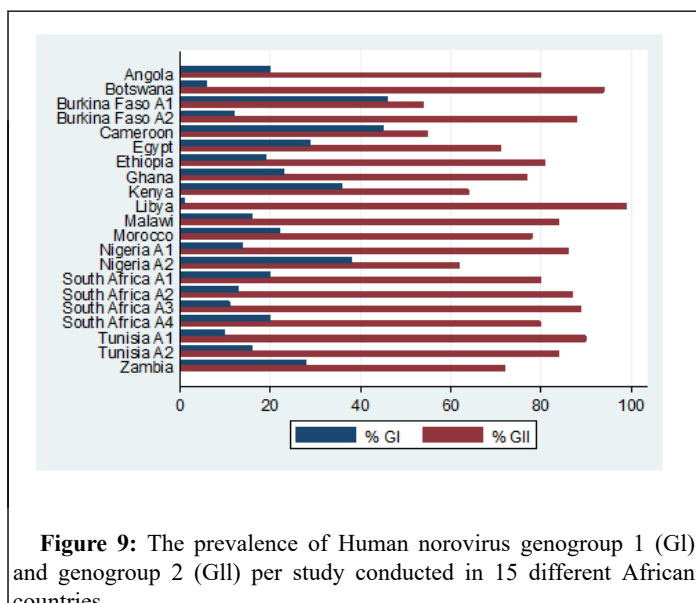 Angola
Botswana
Burkina Faso A1
Burkina Faso A2
Cameroon
Egypt
Ethiopia
Ghana
Kenya
Libya
Malawi
Morocco
Nigeria A1
Nigeria A2
South Africa A1
South Africa A2
South Africa A3
South Africa A4
Tunisia A1
Tunisia A2
Zambia
0 20 40 60 80 100
% GI % GII
Figure 9: The prevalence of Human norovirus genogroup 1 (Gl)
and genogroup 2 (Gll) per study conducted in 15 different African
countries